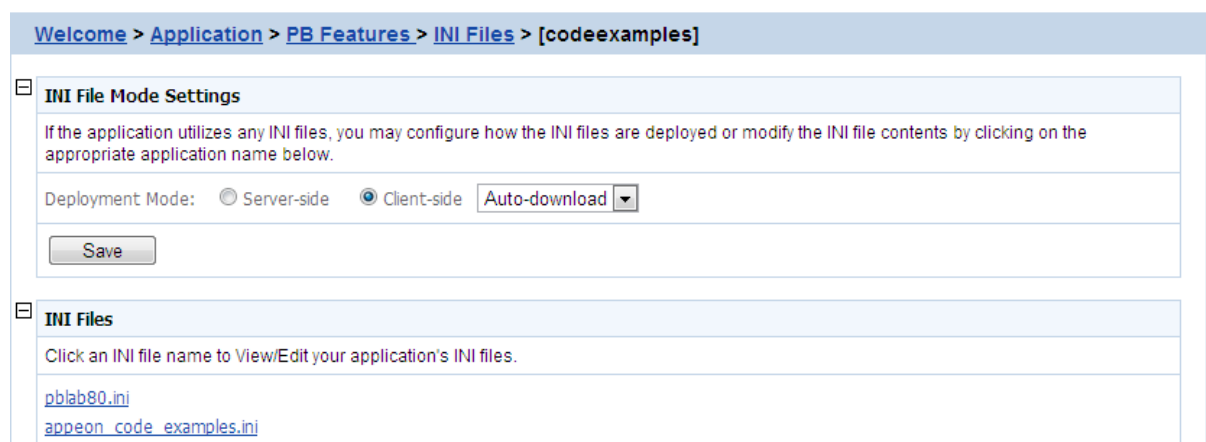 Welcome > Application > PB Features > INI Files > [codeexamples]
INI File Mode Settings
If the application utilizes any INI files, you may configure how the INI files are deployed or modify the INI file contents by clicking on the
appropriate application name below.
Deployment Mode: Server-side Client-side Auto-download
Save
INI Files
Click an INI file name to View/Edit your application's INI files.
pblab80.ini
appeon_code_examples.ini